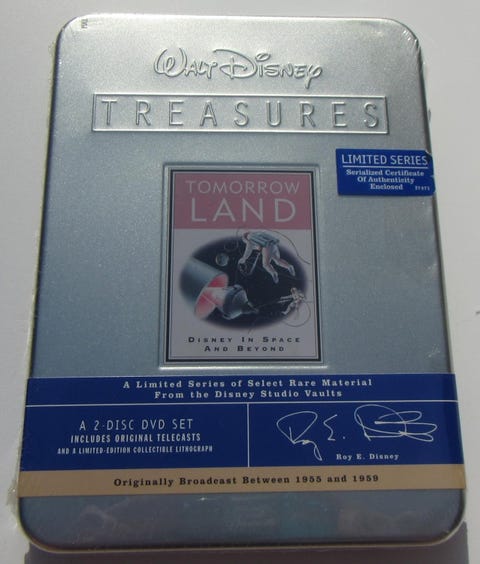 WALT DISNEY
TREASURES
LIMITED SERIES
Serialized Certificate
Of Authenticity
Enclosed
TOMORROW
LAND
DISNEY IN SPACE
AND BEYOND
A Limited Series of Select Rare Material
From the Disney Studio Vaults
A 2-DISC DVD SET
INCLUDES ORIGINAL TELECASTS
AND A LIMITED-EDITION COLLECTIBLE LITHOGRAPH
Roy E. Disney
Roy E. Disney
Originally Broadcast Between 1955 and 1959